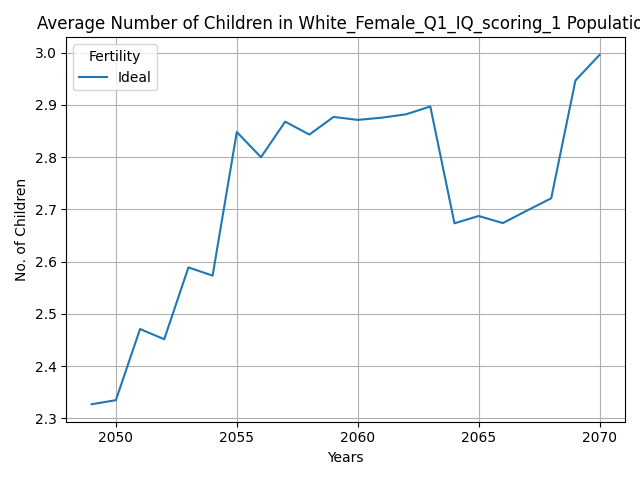 Average Number of Children in White_Female_Q1_IQ_scoring_1 Populatio
Fertility
Ideal
3.0
2.9
2.8
2.7
2.6
2.5
2.4
2.3
No. of Children
2050 2055 2060 2065 2070
Years